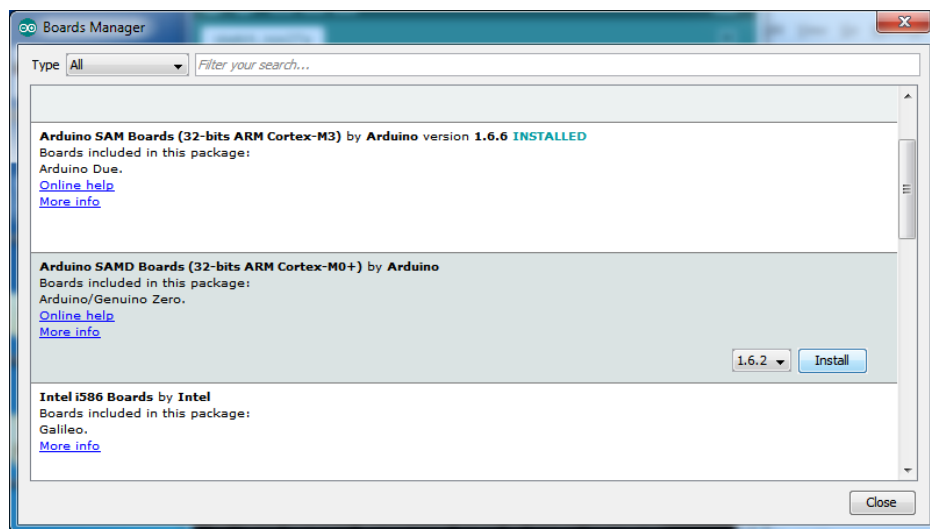 Boards Manager
Type All Filter your search...
Arduino SAM Boards (32-bits ARM Cortex-M3) by Arduino version 1.6.6 INSTALLED
Boards included in this package:
Arduino Due.
Online help
More info
Arduino SAMD Boards (32-bits ARM Cortex-M0+) by Arduino
Boards included in this package:
Arduino/Genuino Zero.
Online help
More info
1.6.2 Install
Intel i586 Boards by Intel
Boards included in this package:
Galileo.
More info
Close